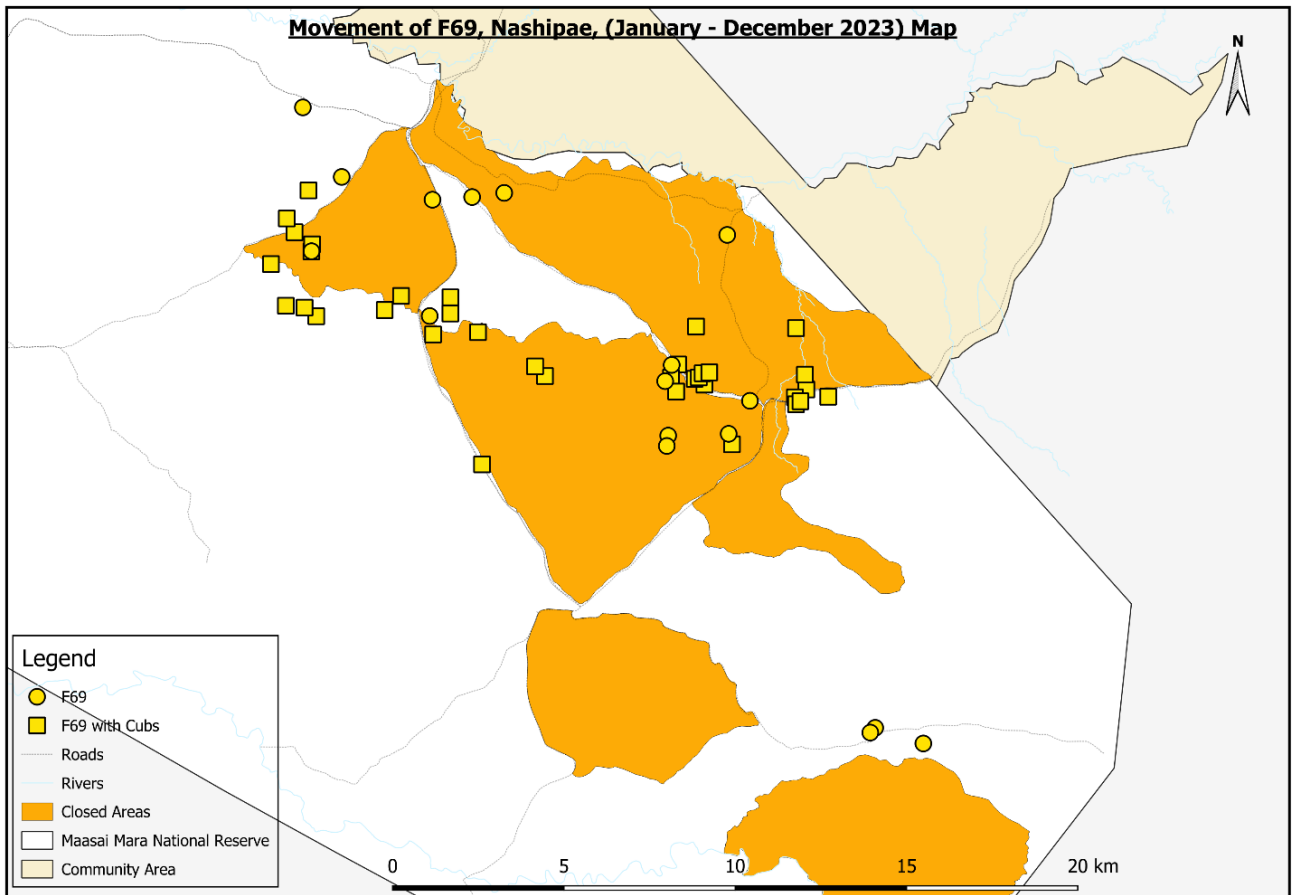 Movement of F69, Nashipae, (January - December 2023) Map
N
Legend
F69
F69 with Cubs
Roads
Rivers
Closed Areas
Maasai Mara National Reserve
Community Area
0 5 10 15 20 km